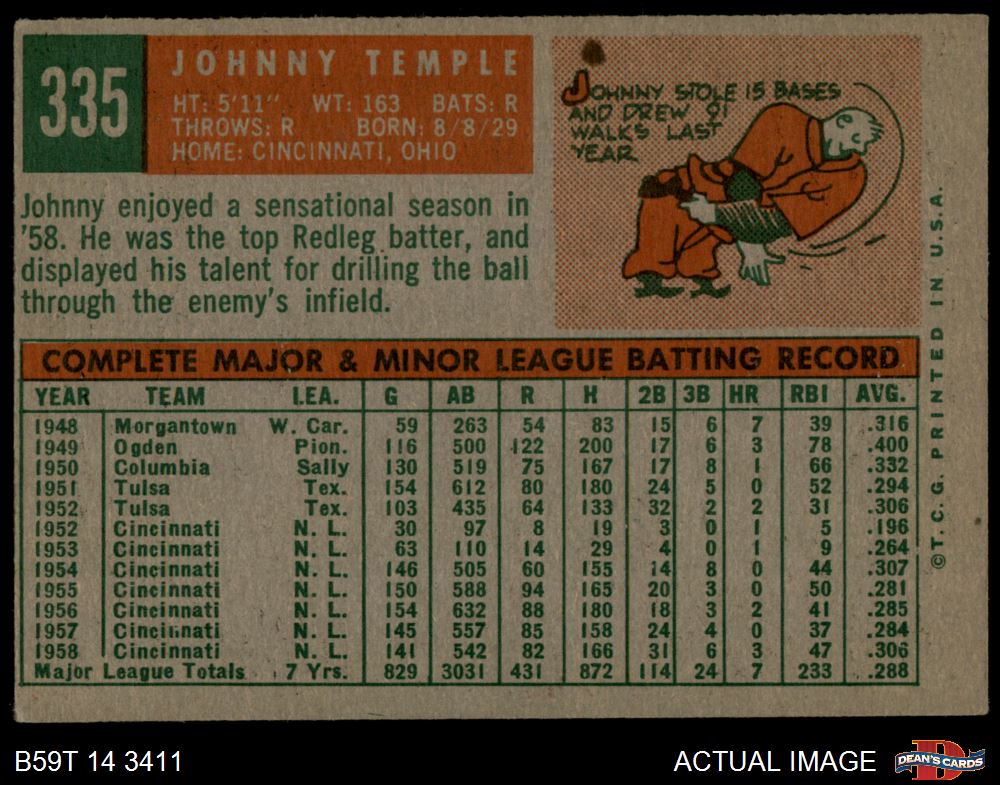 335
JOHNNY TEMPLE
HT: 5'11" WT: 163 BATS: R
THROWS: R BORN: 8/8/29
HOME: CINCINNATI, OHIO
JOHNNY STOLE 15 BASES
AND DREW 91
WALKS LAST
YEAR
Johnny enjoyed a sensational season in
'58. He was the top Redleg batter, and
displayed his talent for drilling the ball
through the enemy's infield.
COMPLETE MAJOR & MINOR LEAGUE BATTING RECORD
YEAR TEAM LEA. G AB R H 2B 3B HR RBI AVG.
1948 Morgantown W. Car. 59 263 54 83 15 6 7 39 .316
1949 Ogden Pion. 116 500 122 200 17 6 3 78 .400
1950 Columbia Sally 130 519 75 167 17 8 1 66 .332
1951 Tulsa Tex. 154 612 80 180 24 5 0 52 .294
1952 Tulsa Tex. 103 435 64 133 32 2 2 31 .306
1952 Cincinnati N. L. 30 97 8 19 3 0 1 5 .196
1953 Cincinnati N. L. 63 110 14 29 4 0 1 9 .264
1954 Cincinnati N. L. 146 505 60 155 14 8 0 44 .307
1955 Cincinnati N. L. 150 588 94 165 20 3 0 50 .281
1956 Cincinnati N. L. 154 632 88 180 18 3 2 41 .285
1957 Cincinnati N. L. 145 557 85 158 24 4 0 37 .284
1958 Cincinnati N. L. 141 542 82 166 31 6 3 47 .306
Major League Totals 7 Yrs. 829 3031 431 872 114 24 7 233 .288
©T.C.G. PRINTED IN U.S.A.
B59T 14 3411
ACTUAL IMAGE
D
DEAN'S CARDS